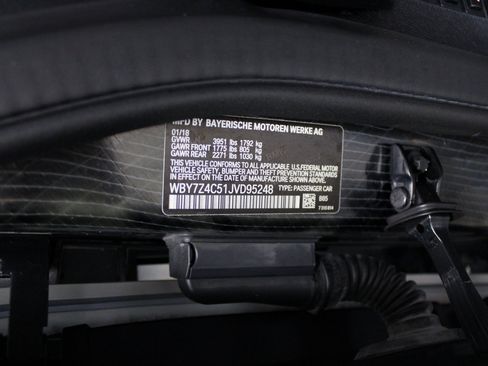 MFD BY BAYERISCHE MOTOREN WERKE AG
01/18
GVWR 3951 lbs 1792 kg
GAWR FRONT 1775 lbs 805 kg
GAWR REAR 2271 lbs 1030 kg
THIS VEHICLE CONFORMS TO ALL APPLICABLE U.S.FEDERAL MOTOR
VEHICLE SAFETY, BUMPER AND THEFT PREVENTION STANDARDS
IN EFFECT ON THE DATE OF MANUFACTURE SHOWN ABOVE.
WBY7Z4C51JVD95248 TYPE: PASSENGER CAR